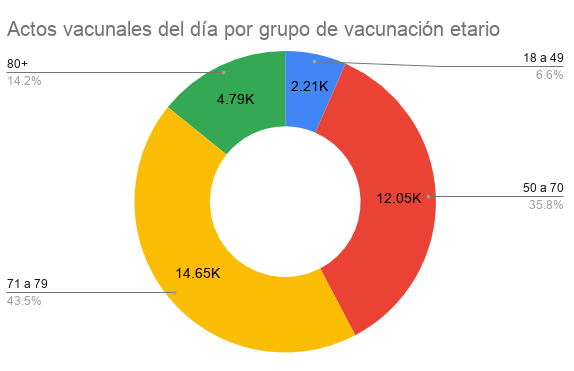 Actos vacunales del día por grupo de vacunación etario
80+
14.2%
18 a 49
6.6%
2.21K
4.79K
50 a 70
35.8%
12.05K
14.65K
71 a 79
43.5%